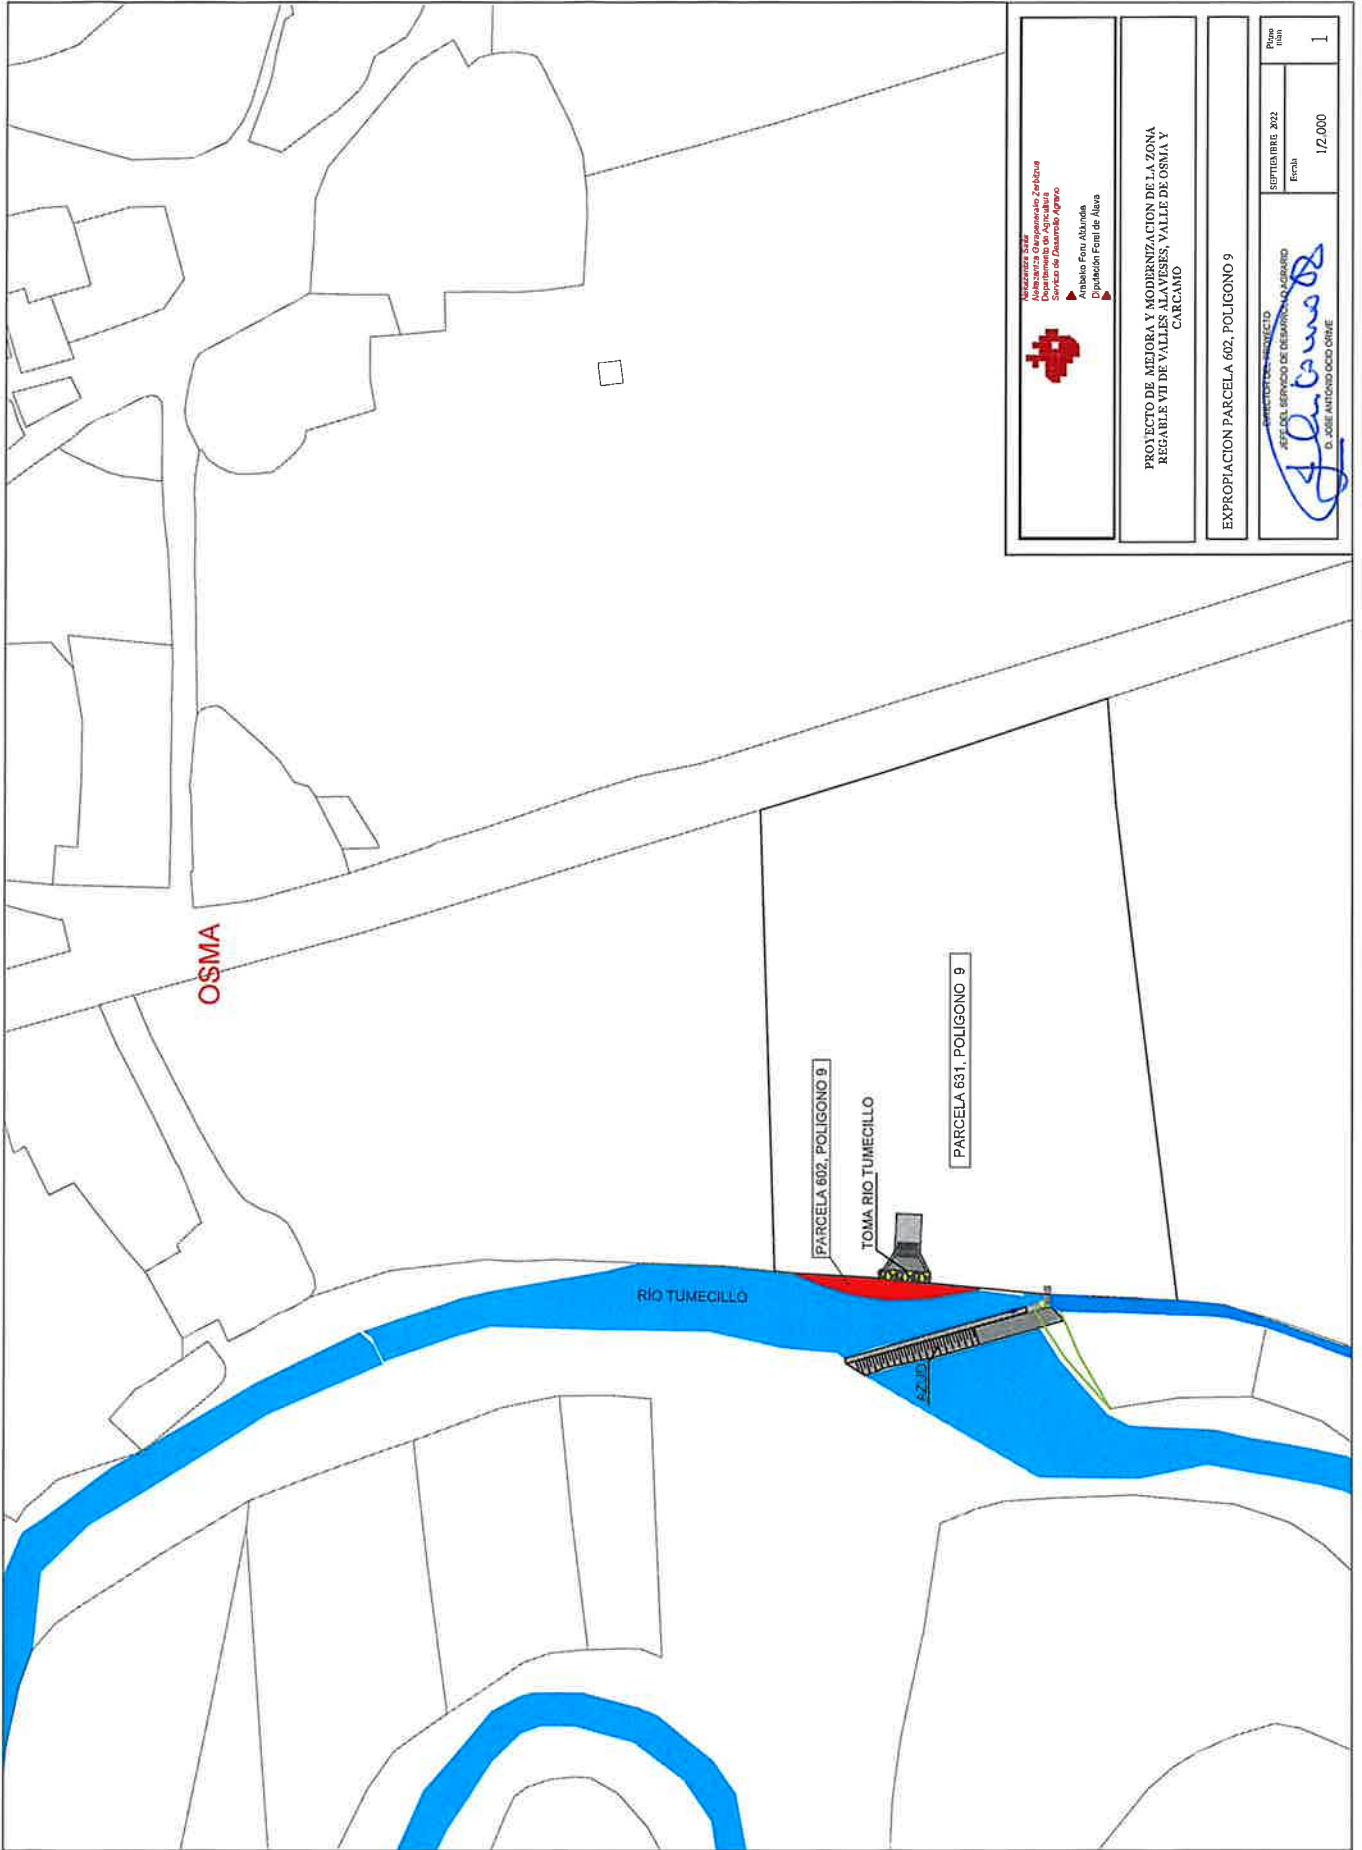 OSMA
RÍO TUMECILLO
PARCELA 602, POLIGONO 9
TOMA RIO TUMECILLO
PARCELA 631, POLIGONO 9
AZUD
Nekazaritza Saila
Nekazaritza Garapenerako Zerbitzua
Departamento de Agricultura
Servicio de Desarrollo Agrario
Arabako Foru Aldundia
Diputación Foral de Álava
PROYECTO DE MEJORA Y MODERNIZACION DE LA ZONA
REGABLE VII DE VALLES ALAVESES, VALLE DE OSMA Y
CARCAMO
EXPROPIACION PARCELA 602, POLIGONO 9
DIRECTOR DEL PROYECTO
JEFE DEL SERVICIO DE DESARROLLO AGRARIO
D. JOSE ANTONIO OCIO ORIVE
SEPTIEMBRE 2022
Escala
1/2.000
Plano
núm
1